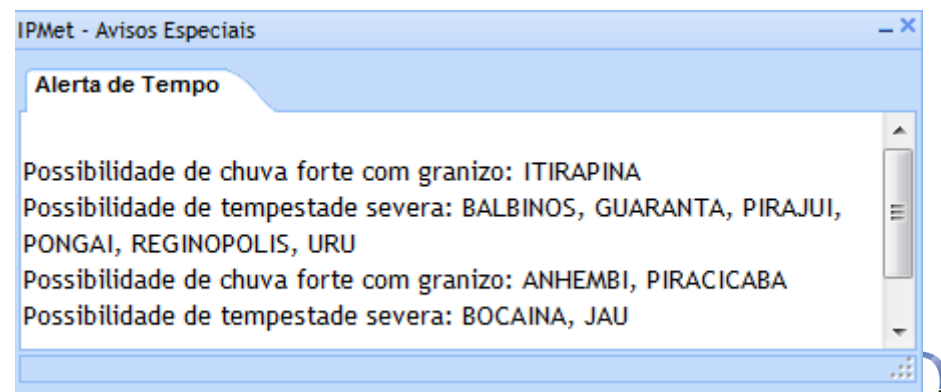 IPMet - Avisos Especiais
Alerta de Tempo
Possibilidade de chuva forte com granizo: ITIRAPINA
Possibilidade de tempestade severa: BALBINOS, GUARANTA, PIRAJUI,
PONGAI, REGINOPOLIS, URU
Possibilidade de chuva forte com granizo: ANHEMBI, PIRACICABA
Possibilidade de tempestade severa: BOCAINA, JAU